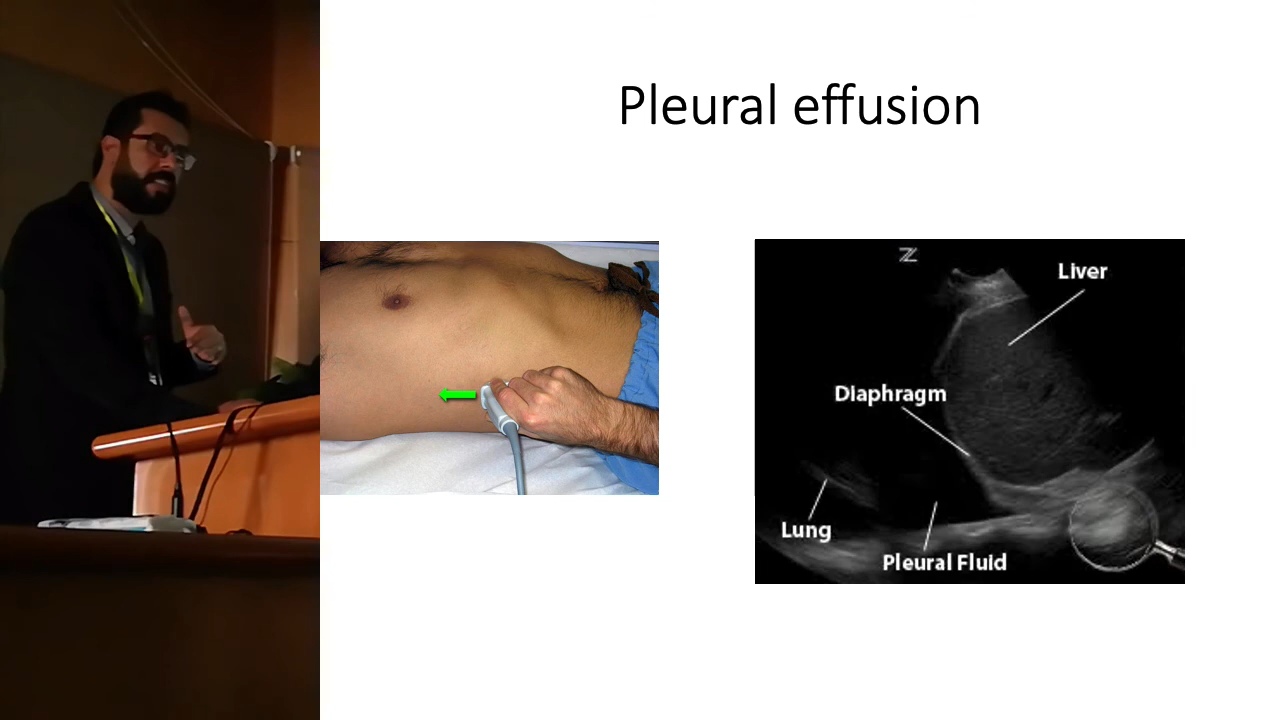 Pleural effusion
Z
Liver
Diaphragm
Lung
Pleural Fluid